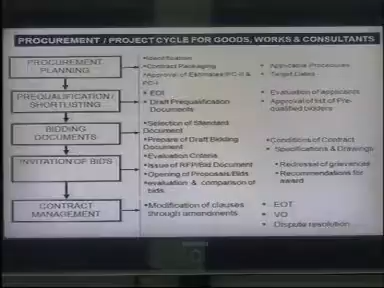 PROCUREMENT / PROJECT CYCLE FOR GOODS, WORKS & CONSULTANTS
PROCUREMENT
PLANNING
•Identification
•Contract Packaging
•Approval of Estimates/PC-II &
PC-I
• Applicable Procedures
• Target Dates
PREQUALIFICATION /
SHORTLISTING
• EOI
• Draft Prequalification
Documents
• Evaluation of applicants
• Approval of list of Pre-
qualified bidders
BIDDING
DOCUMENTS
•Selection of Standard
Document
•Prepare of Draft Bidding
Document
•Evaluation Criteria
•Conditions of Contract
• Specifications & Drawings
INVITATION OF BIDS
•Issue of RFP/Bid Document
•Opening of Proposals/Bids
•evaluation & comparison of
bids
•Redressal of grievances
•Recommendations for
award
CONTRACT
MANAGEMENT
•Modification of clauses
through amendments
• EOT
• VO
• Dispute resolution